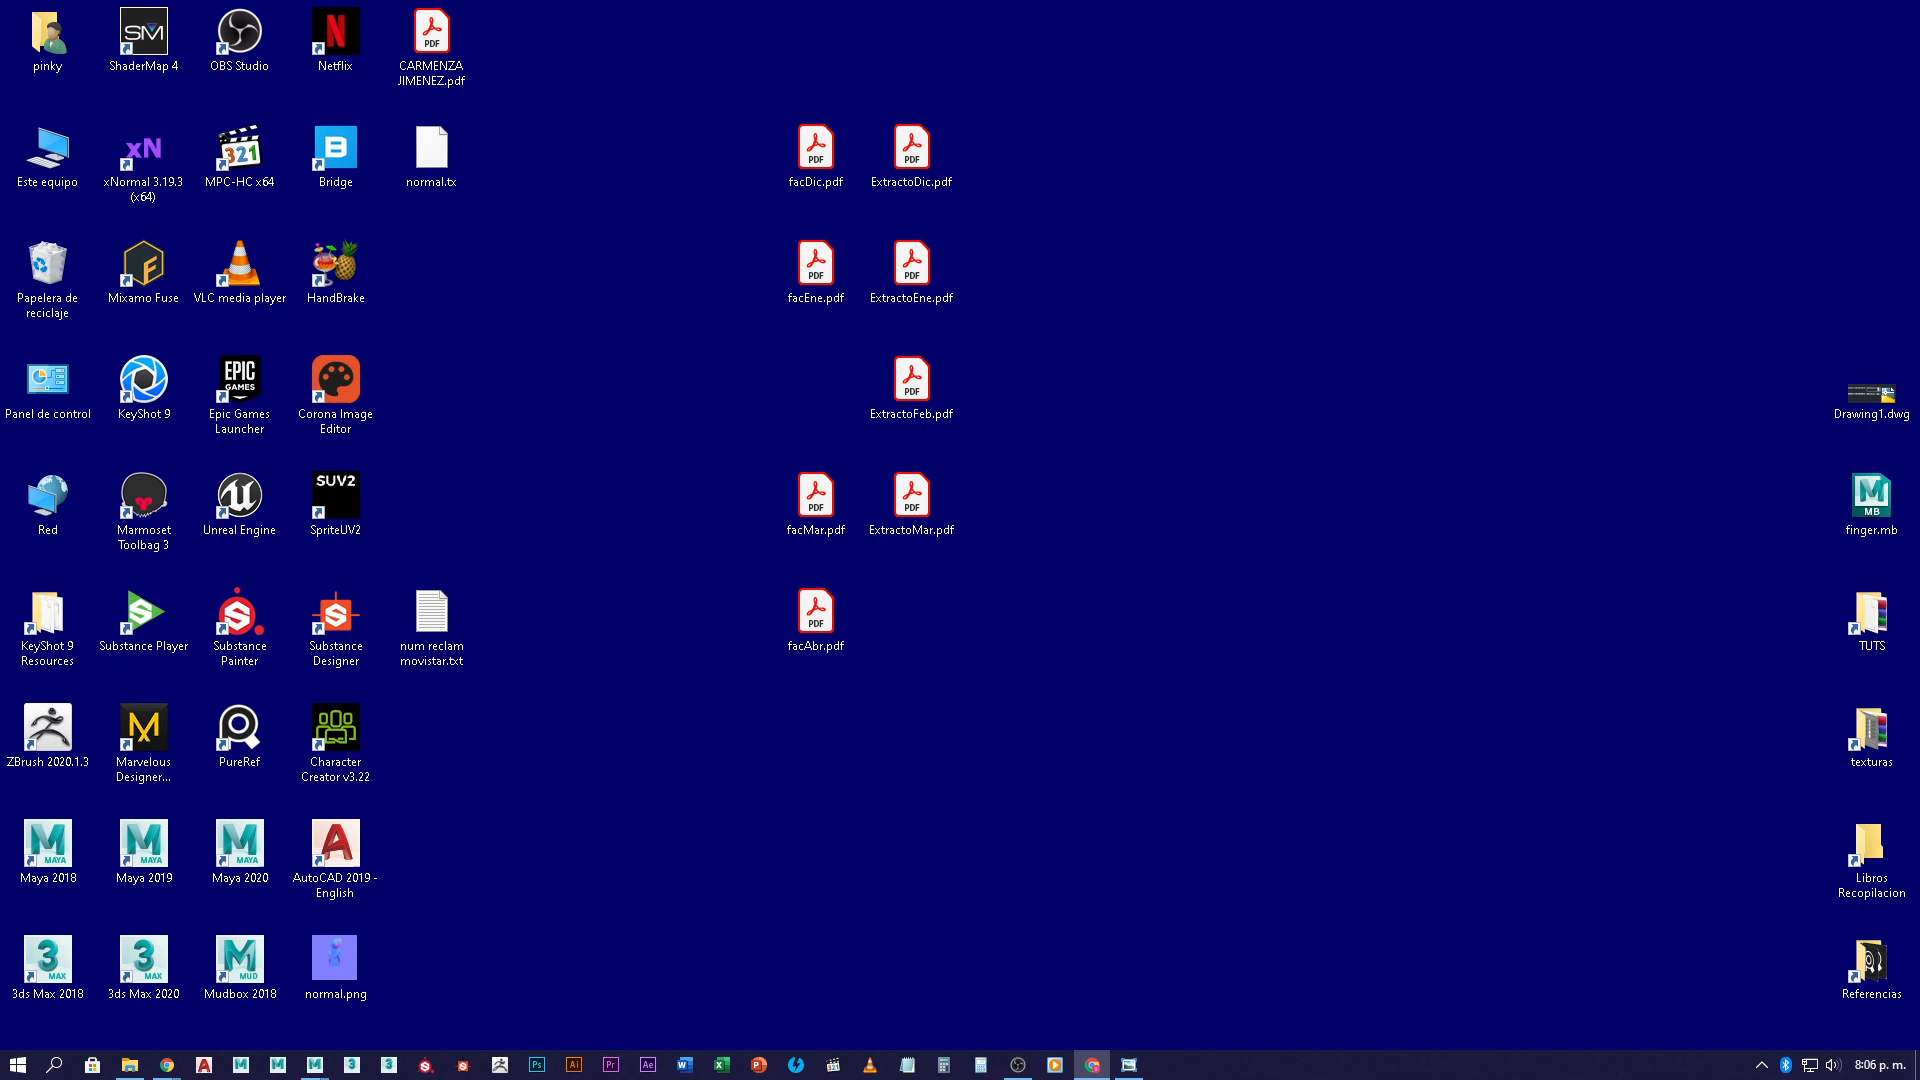 pinky
ShaderMap 4
OBS Studio
Netflix
CARMENZA
JIMENEZ.pdf
Este equipo
xNormal 3.19.3
(x64)
MPC-HC x64
Bridge
normal.tx
facDic.pdf
ExtractoDic.pdf
Papelera de
reciclaje
Mixamo Fuse
VLC media player
HandBrake
facEne.pdf
ExtractoEne.pdf
Panel de control
KeyShot 9
Epic Games
Launcher
Corona Image
Editor
ExtractoFeb.pdf
Drawing1.dwg
Red
Marmoset
Toolbag 3
Unreal Engine
SpriteUV2
facMar.pdf
ExtractoMar.pdf
finger.mb
KeyShot 9
Resources
Substance Player
Substance
Painter
Substance
Designer
num reclam
movistar.txt
facAbr.pdf
TUTS
ZBrush 2020.1.3
Marvelous
Designer...
PureRef
Character
Creator v3.22
texturas
Maya 2018
Maya 2019
Maya 2020
AutoCAD 2019 -
English
Libros
Recopilacion
3ds Max 2018
3ds Max 2020
Mudbox 2018
normal.png
Referencias
8:06 p. m.